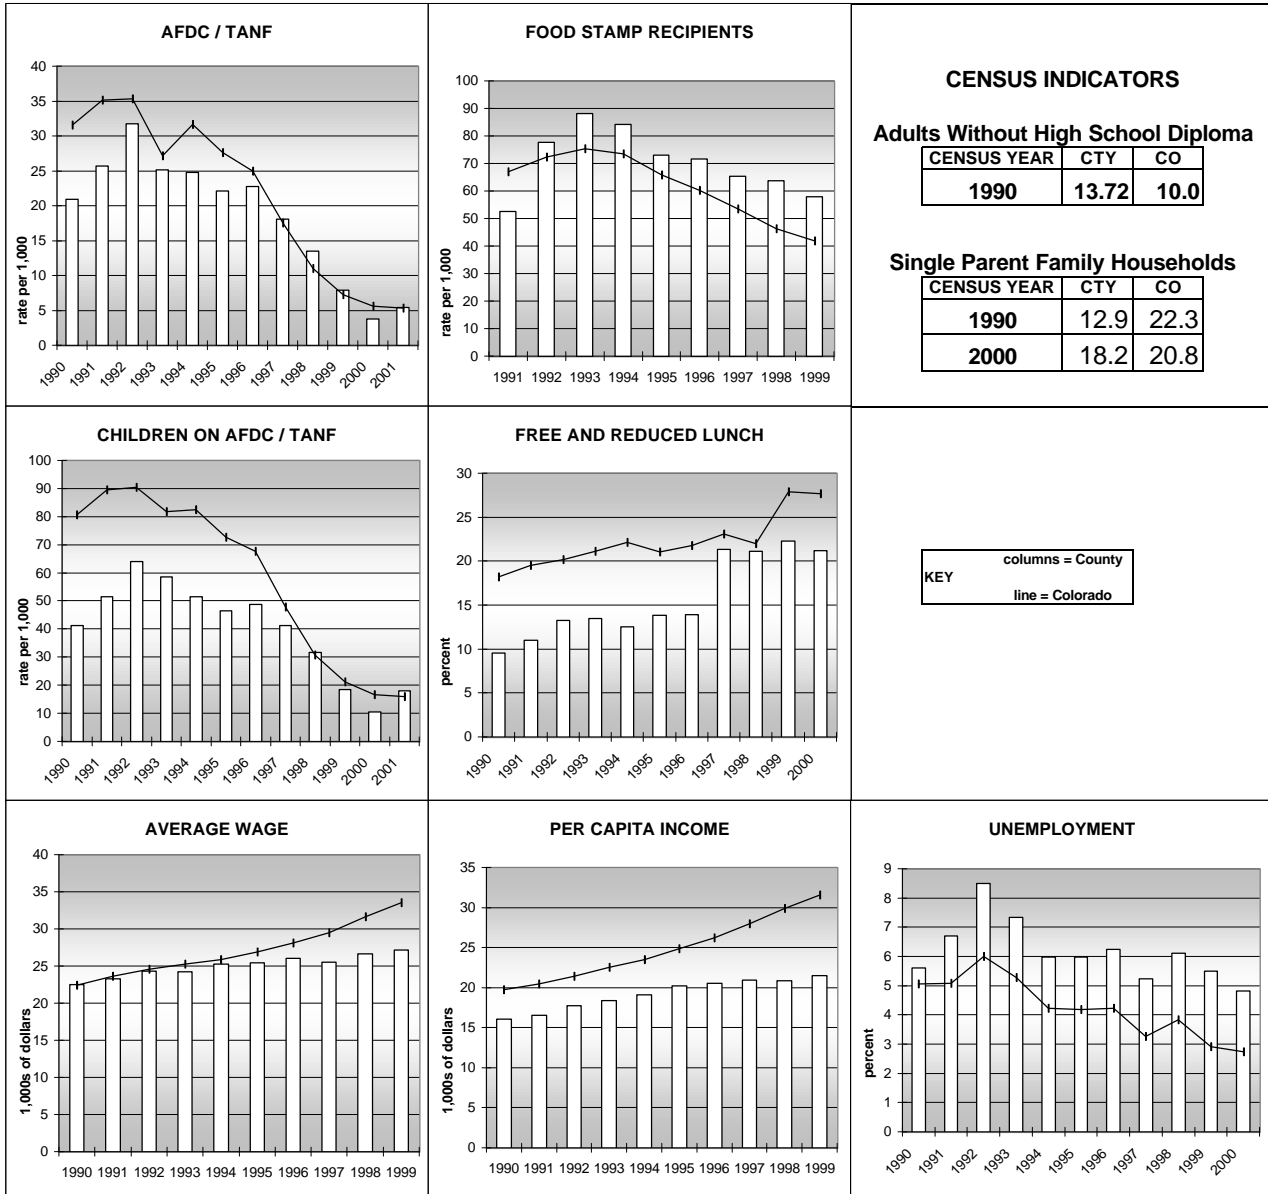 AFDC / TANF
40
35
30
25
20
15
10
5
0
rate per 1,000
1990 1991 1992 1993 1994 1995 1996 1997 1998 1999 2000 2001
FOOD STAMP RECIPIENTS
100
90
80
70
60
50
40
30
20
10
0
rate per 1,000
1991 1992 1993 1994 1995 1996 1997 1998 1999
CENSUS INDICATORS
Adults Without High School Diploma
CENSUS YEAR CTY CO
1990 13.72 10.0
Single Parent Family Households
CENSUS YEAR CTY CO
1990 12.9 22.3
2000 18.2 20.8
CHILDREN ON AFDC / TANF
100
90
80
70
60
50
40
30
20
10
0
rate per 1,000
1990 1991 1992 1993 1994 1995 1996 1997 1998 1999 2000 2001
FREE AND REDUCED LUNCH
30
25
20
15
10
5
0
percent
1990 1991 1992 1993 1994 1995 1996 1997 1998 1999 2000
columns = County
KEY
line = Colorado
AVERAGE WAGE
40
35
30
25
20
15
10
5
0
1,000s of dollars
1990 1991 1992 1993 1994 1995 1996 1997 1998 1999
PER CAPITA INCOME
35
30
25
20
15
10
5
0
1,000s of dollars
1990 1991 1992 1993 1994 1995 1996 1997 1998 1999
UNEMPLOYMENT
9
8
7
6
5
4
3
2
1
0
percent
1990 1991 1992 1993 1994 1995 1996 1997 1998 1999 2000